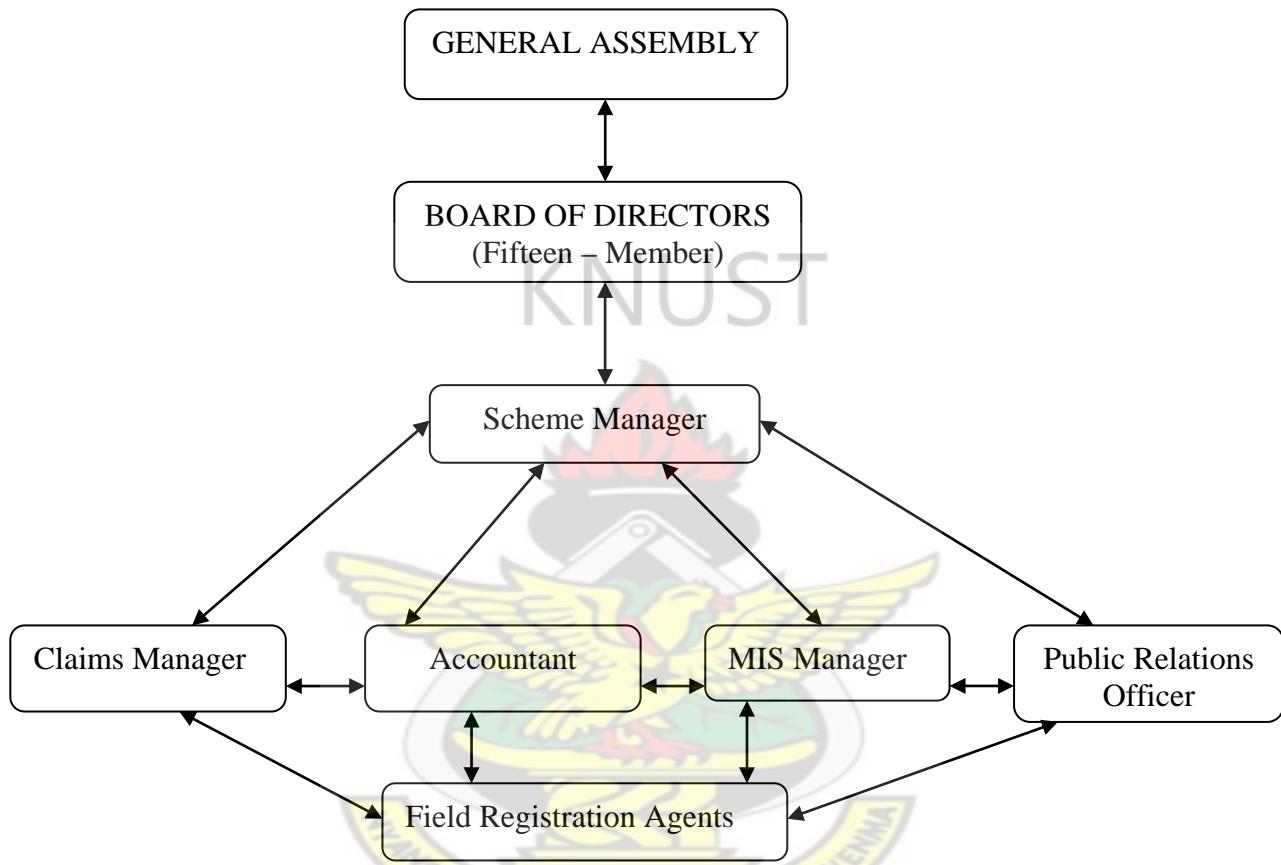 GENERAL ASSEMBLY
BOARD OF DIRECTORS
(Fifteen – Member)
KNUST
Scheme Manager
Claims Manager
Accountant
MIS Manager
Public Relations
Officer
Field Registration Agents